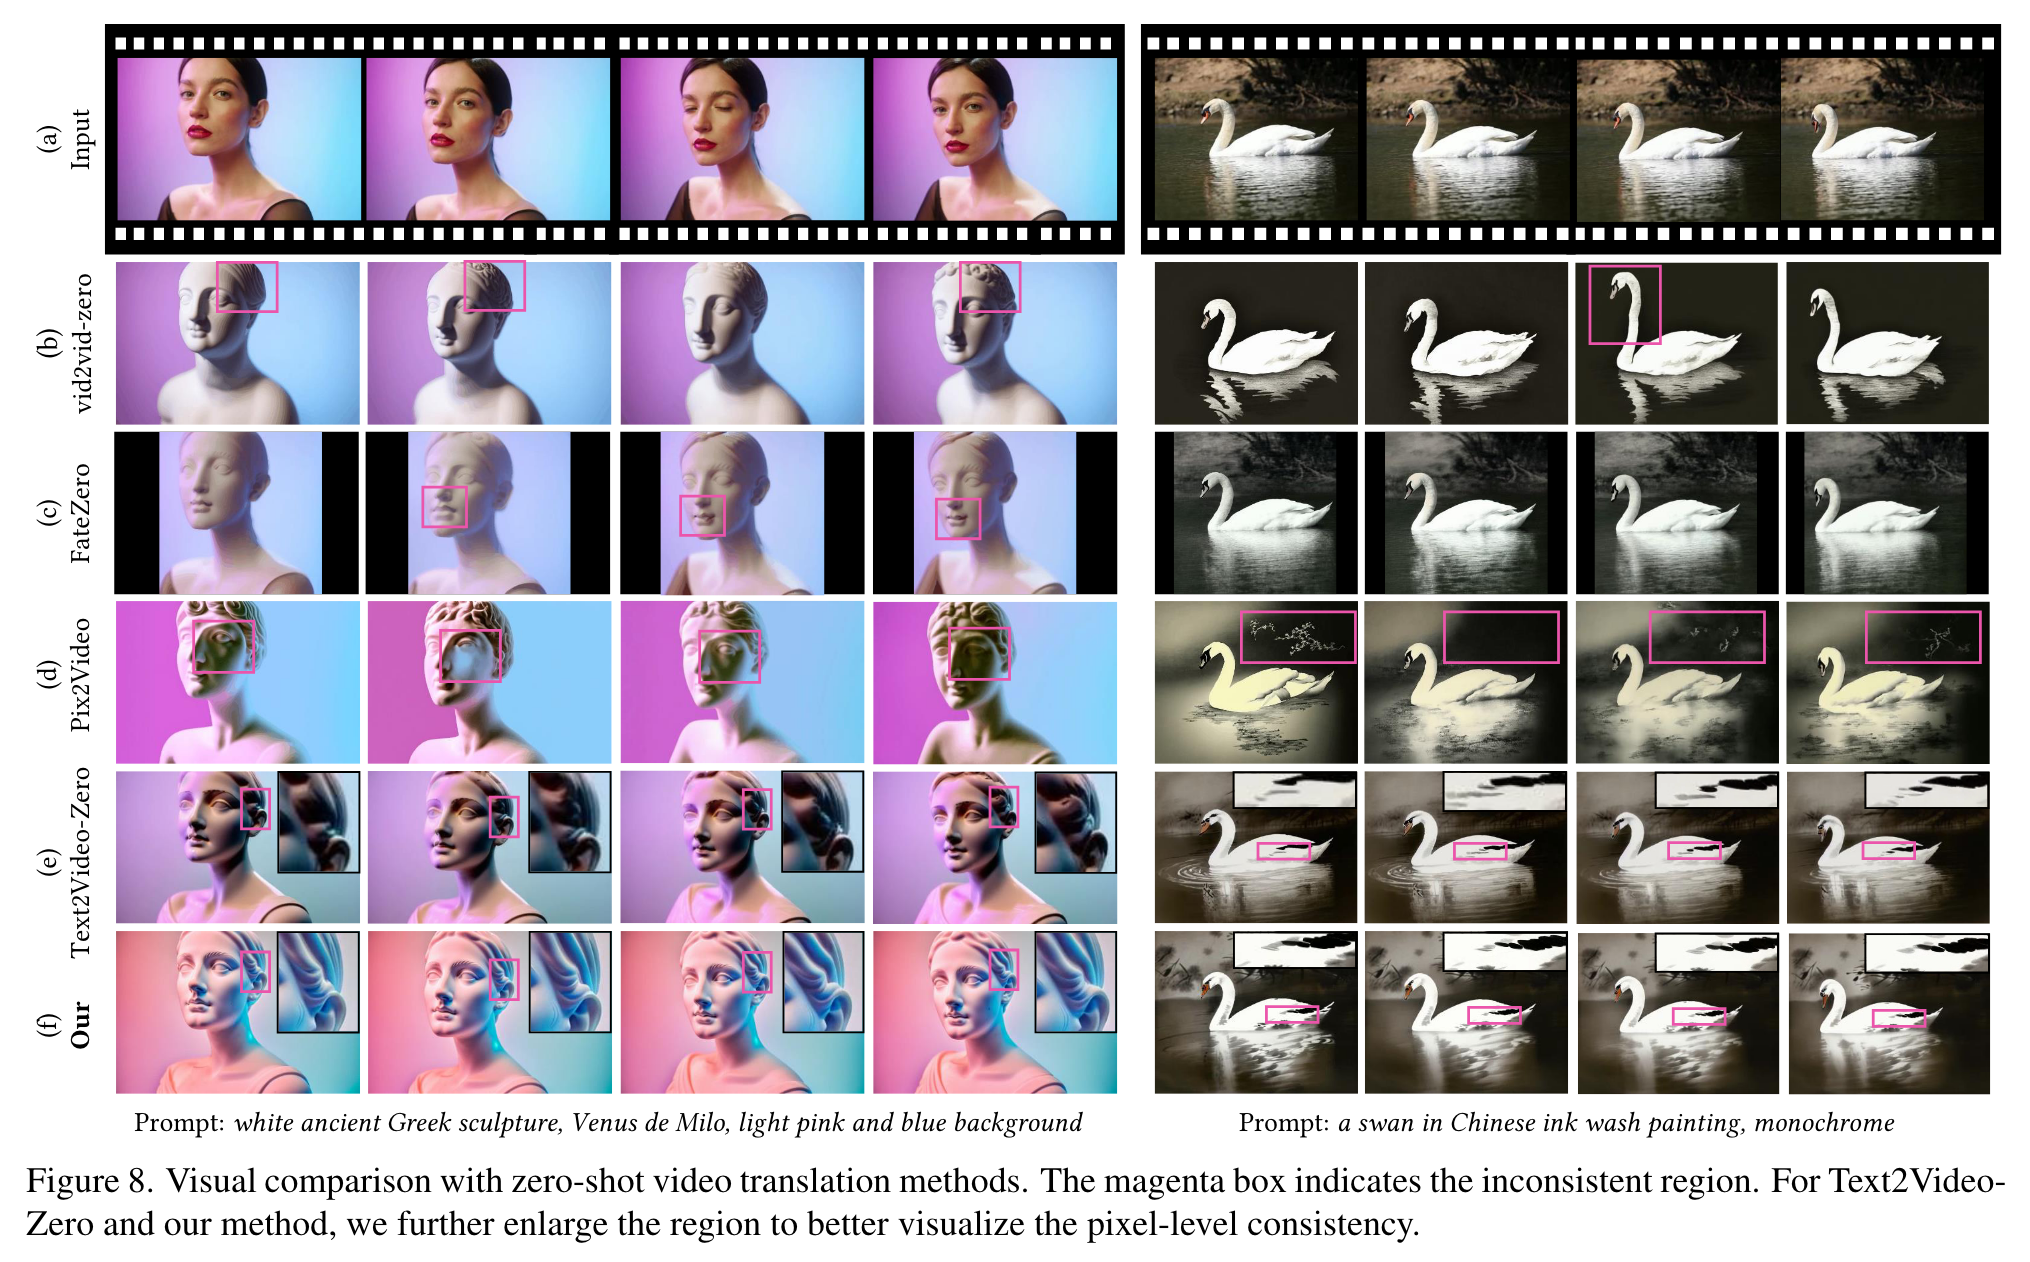 (a)
Input
(b)
vid2vid-zero
(c)
FateZero
(d)
Pix2Video
(e)
Text2Video-Zero
(f)
Our
Prompt: white ancient Greek sculpture, Venus de Milo, light pink and blue background
Prompt: a swan in Chinese ink wash painting, monochrome
Figure 8. Visual comparison with zero-shot video translation methods. The magenta box indicates the inconsistent region. For Text2Video-
Zero and our method, we further enlarge the region to better visualize the pixel-level consistency.